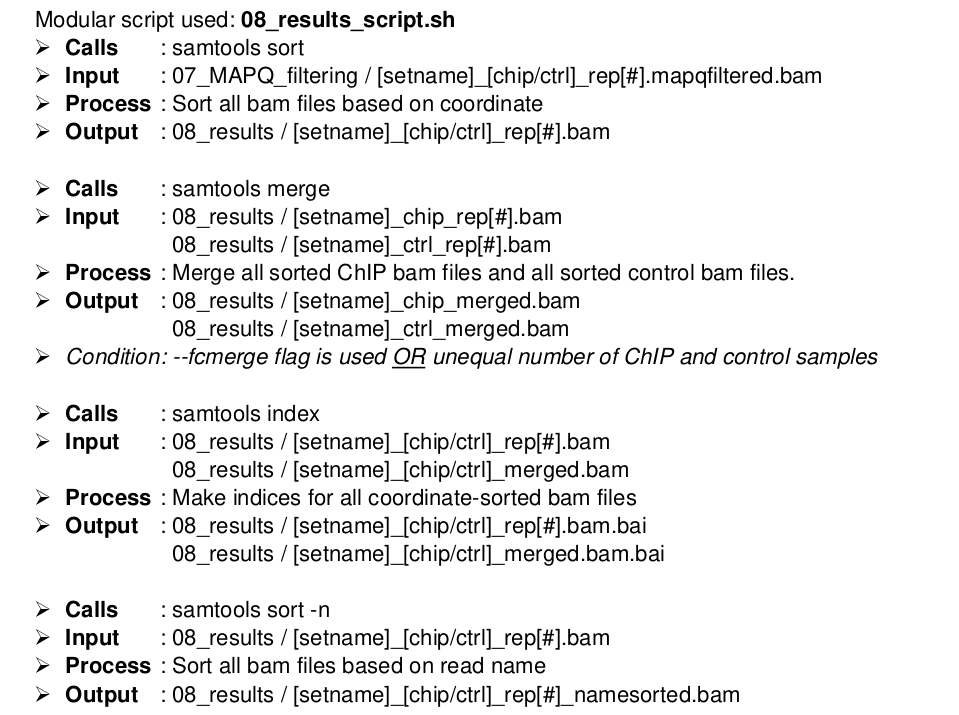 Modular script used: 08_results_script.sh
➢ Calls : samtools sort
➢ Input : 07_MAPQ_filtering / [setname]_[chip/ctrl]_rep[#].mapqfiltered.bam
➢ Process : Sort all bam files based on coordinate
➢ Output : 08_results / [setname]_[chip/ctrl]_rep[#].bam
➢ Calls : samtools merge
➢ Input : 08_results / [setname]_chip_rep[#].bam
08_results / [setname]_ctrl_rep[#].bam
➢ Process : Merge all sorted ChIP bam files and all sorted control bam files.
➢ Output : 08_results / [setname]_chip_merged.bam
08_results / [setname]_ctrl_merged.bam
➢ Condition: --fcmerge flag is used OR unequal number of ChIP and control samples
➢ Calls : samtools index
➢ Input : 08_results / [setname]_[chip/ctrl]_rep[#].bam
08_results / [setname]_[chip/ctrl]_merged.bam
➢ Process : Make indices for all coordinate-sorted bam files
➢ Output : 08_results / [setname]_[chip/ctrl]_rep[#].bam.bai
08_results / [setname]_[chip/ctrl]_merged.bam.bai
➢ Calls : samtools sort -n
➢ Input : 08_results / [setname]_[chip/ctrl]_rep[#].bam
➢ Process : Sort all bam files based on read name
➢ Output : 08_results / [setname]_[chip/ctrl]_rep[#]_namesorted.bam